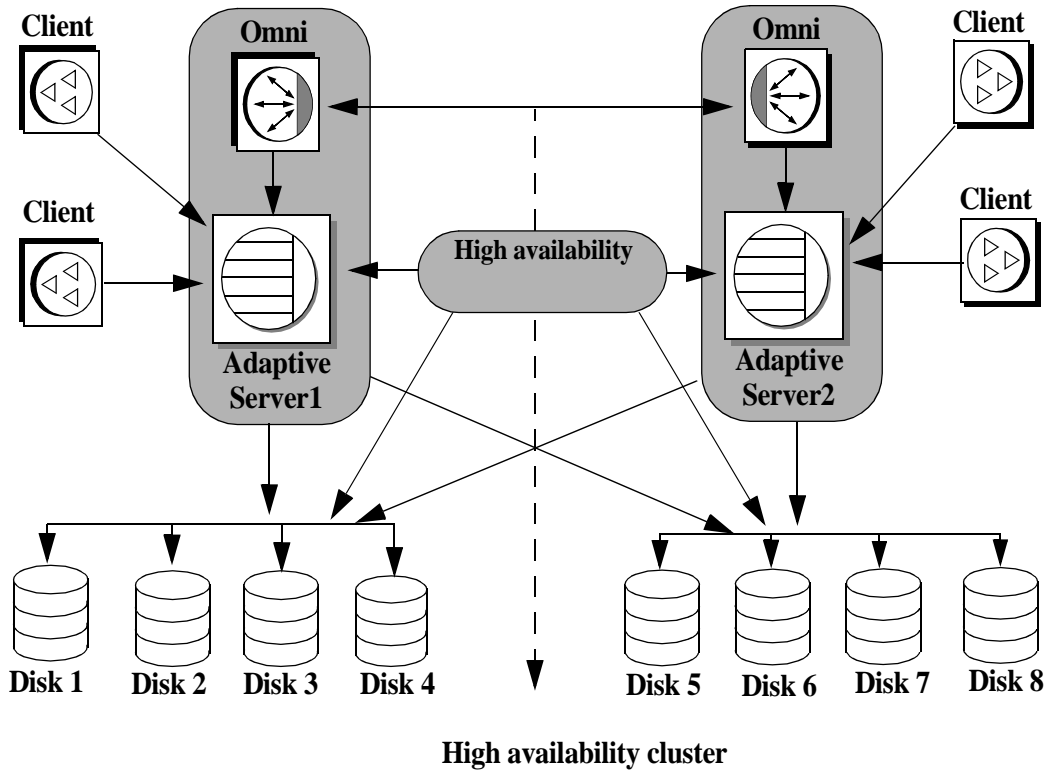 Client
Omni
Omni
Client
Client
Client
High availability
Adaptive
Server1
Adaptive
Server2
Disk 1
Disk 2
Disk 3
Disk 4
Disk 5
Disk 6
Disk 7
Disk 8
High availability cluster